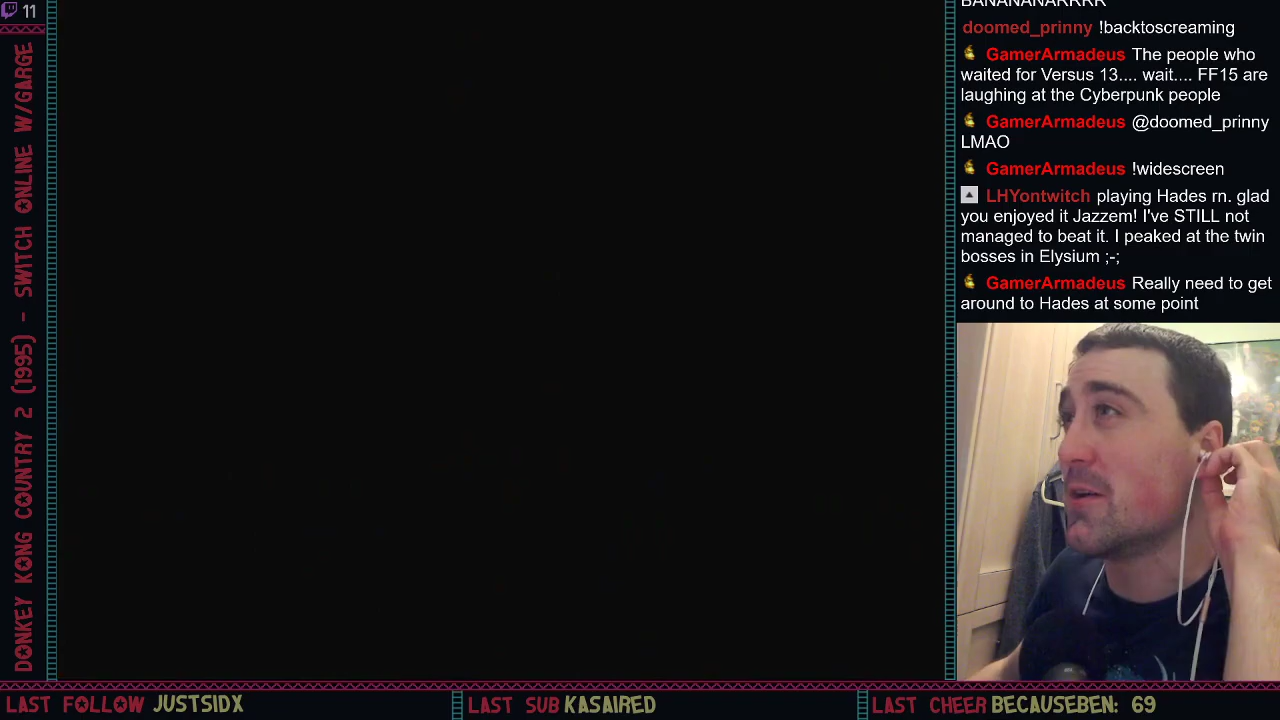 11
DONKEY KONG COUNTRY 2 (1995) - SWITCH ONLINE W/GARGE
BANANANARRRR
doomed_prinny !backtoscreaming
GamerArmadeus The people who
waited for Versus 13.... wait.... FF15 are
laughing at the Cyberpunk people
GamerArmadeus @doomed_prinny
LMAO
GamerArmadeus !widescreen
LHYontwitch playing Hades rn. glad
you enjoyed it Jazzem! I've STILL not
managed to beat it. I peaked at the twin
bosses in Elysium ;-;
GamerArmadeus Really need to get
around to Hades at some point
LAST FOLLOW JUSTSIDX
LAST SUB KASAIRED
LAST CHEER BECAUSEBEN: 69